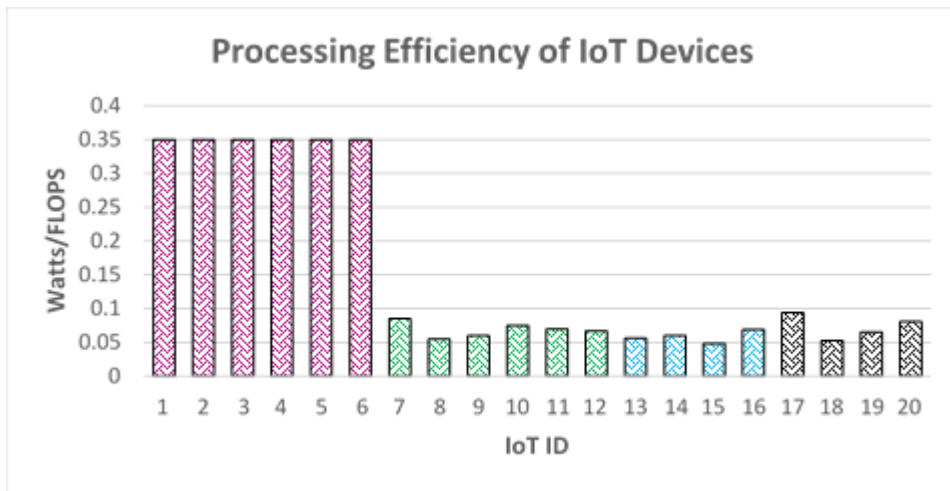 Processing Efficiency of IoT Devices
0.4
0.35
0.3
0.25
0.2
0.15
0.1
0.05
0
Watts/FLOPS
1 2 3 4 5 6 7 8 9 10 11 12 13 14 15 16 17 18 19 20
IoT ID